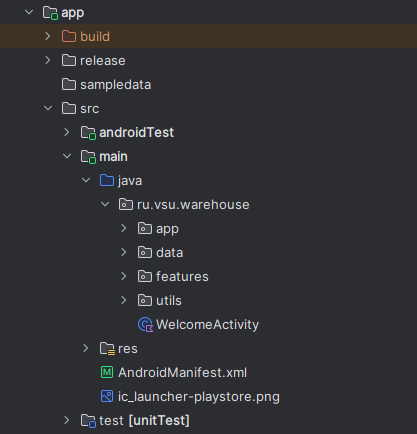 app
build
release
sampledata
src
androidTest
main
java
ru.vsu.warehouse
app
data
features
utils
WelcomeActivity
res
AndroidManifest.xml
ic_launcher-playstore.png
test [unitTest]